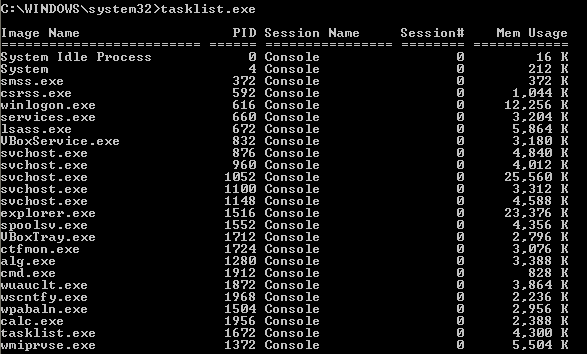 C:\WINDOWS\system32>tasklist.exe
Image Name                   PID Session Name     Session#    Mem Usage
========================= ====== ================ ======== ============
System Idle Process            0 Console                 0         16 K
System                         4 Console                 0        212 K
smss.exe                     372 Console                 0        372 K
csrss.exe                    592 Console                 0      1,044 K
winlogon.exe                 616 Console                 0     12,256 K
services.exe                 660 Console                 0      3,204 K
lsass.exe                    672 Console                 0      5,864 K
VBoxService.exe              832 Console                 0      3,180 K
svchost.exe                  876 Console                 0      4,840 K
svchost.exe                  960 Console                 0      4,012 K
svchost.exe                 1052 Console                 0     25,560 K
svchost.exe                 1100 Console                 0      3,312 K
svchost.exe                 1148 Console                 0      4,588 K
explorer.exe                1516 Console                 0     23,376 K
spoolsv.exe                 1552 Console                 0      4,356 K
VBoxTray.exe                1712 Console                 0      2,796 K
ctfmon.exe                  1724 Console                 0      3,076 K
alg.exe                     1280 Console                 0      3,388 K
cmd.exe                     1912 Console                 0        828 K
wuauclt.exe                 1872 Console                 0      3,864 K
wscntfy.exe                 1968 Console                 0      2,236 K
wpabaln.exe                 1504 Console                 0      2,956 K
calc.exe                    1956 Console                 0      2,388 K
tasklist.exe                1672 Console                 0      4,300 K
wmiprvse.exe                1372 Console                 0      5,504 K